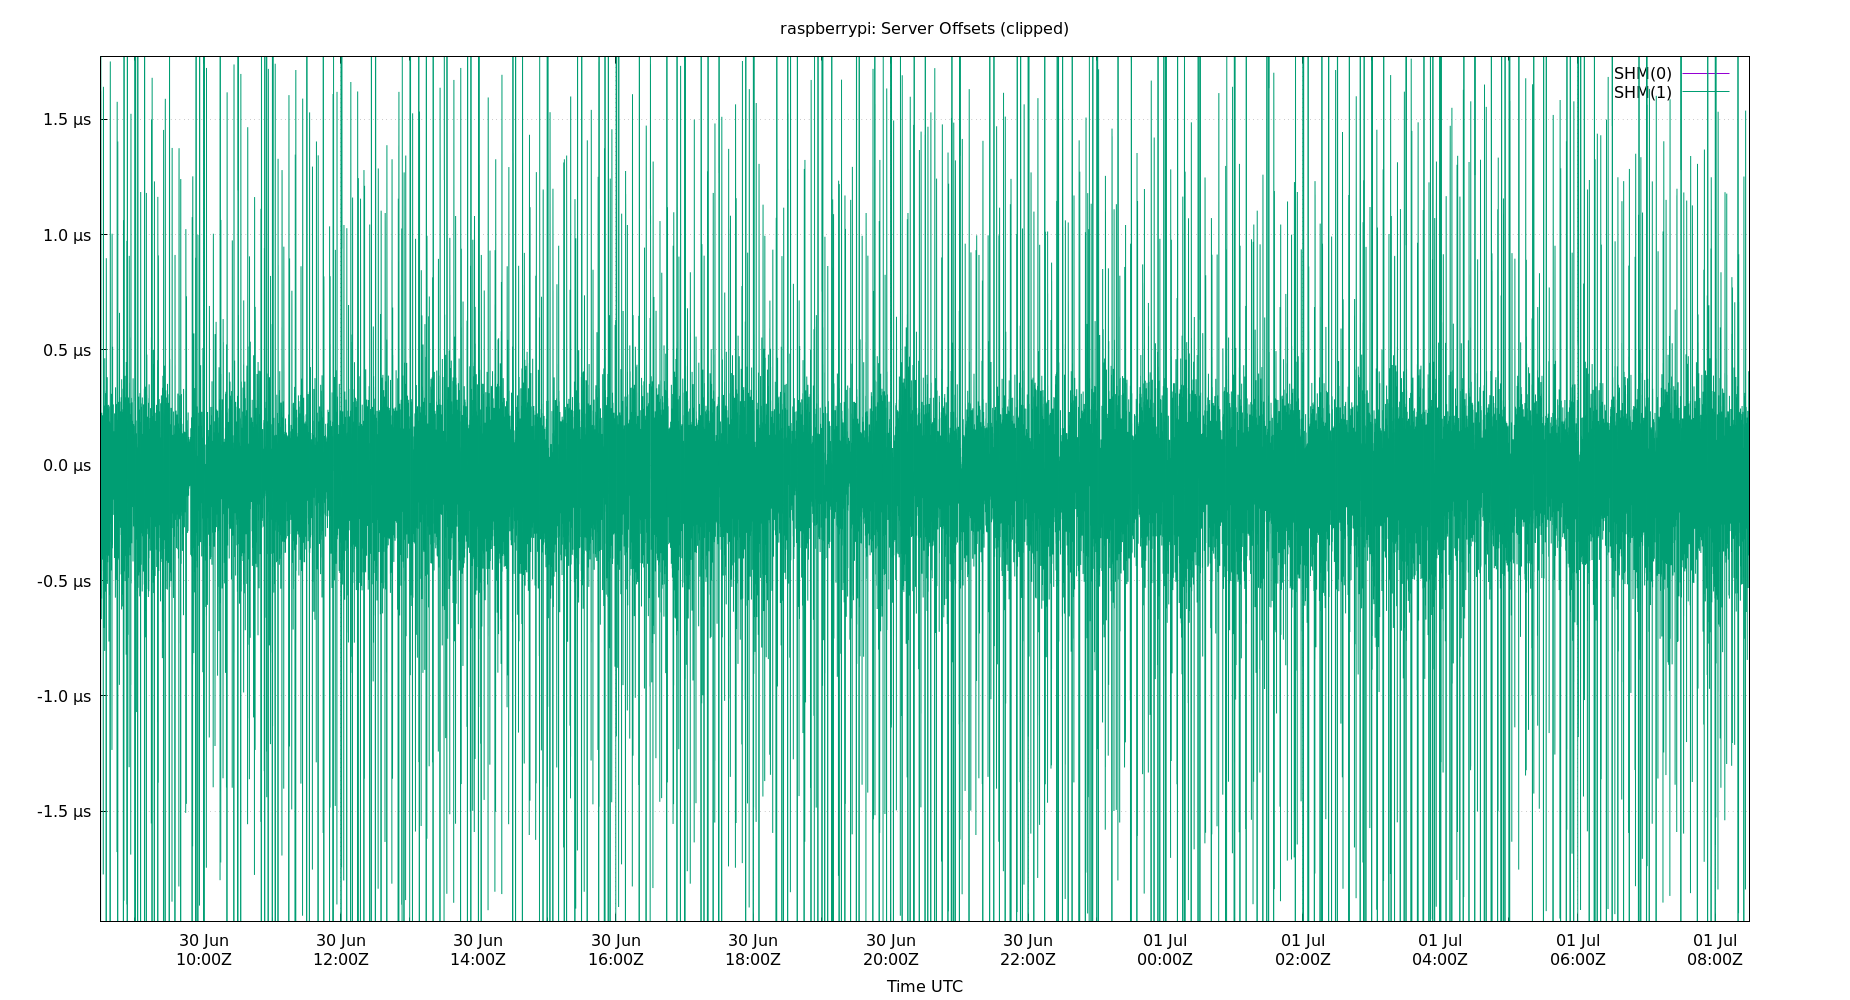 raspberrypi: Server Offsets (clipped)
SHM(0)
SHM(1)
1.5 µs
1.0 µs
0.5 µs
0.0 µs
-0.5 µs
-1.0 µs
-1.5 µs
30 Jun 30 Jun 30 Jun 30 Jun 30 Jun 30 Jun 30 Jun 01 Jul 01 Jul 01 Jul 01 Jul 01 Jul
10:00Z 12:00Z 14:00Z 16:00Z 18:00Z 20:00Z 22:00Z 00:00Z 02:00Z 04:00Z 06:00Z 08:00Z
Time UTC